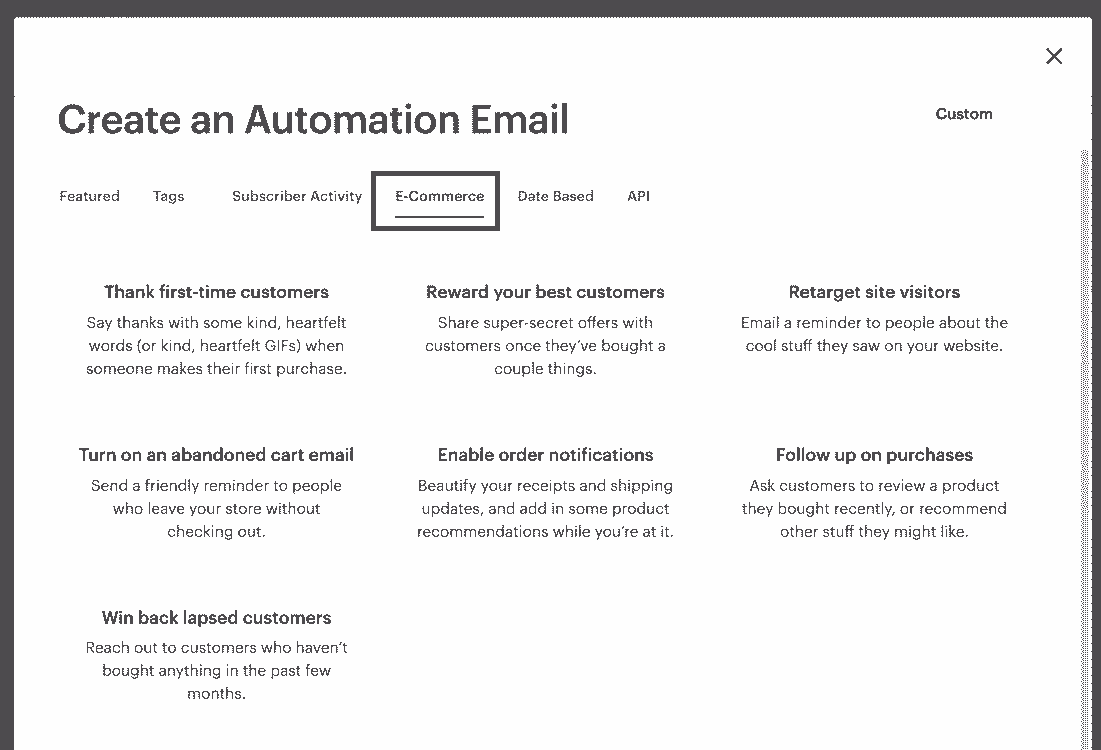 Create an Automation Email
Custom
Featured Tags Subscriber Activity E-Commerce Date Based API
Thank first-time customers
Say thanks with some kind, heartfelt
words (or kind, heartfelt GIFs) when
someone makes their first purchase.
Reward your best customers
Share super-secret offers with
customers once they've bought a
couple things.
Retarget site visitors
Email a reminder to people about the
cool stuff they saw on your website.
Turn on an abandoned cart email
Send a friendly reminder to people
who leave your store without
checking out.
Enable order notifications
Beautify your receipts and shipping
updates, and add in some product
recommendations while you're at it.
Follow up on purchases
Ask customers to review a product
they bought recently, or recommend
other stuff they might like.
Win back lapsed customers
Reach out to customers who haven't
bought anything in the past few
months.